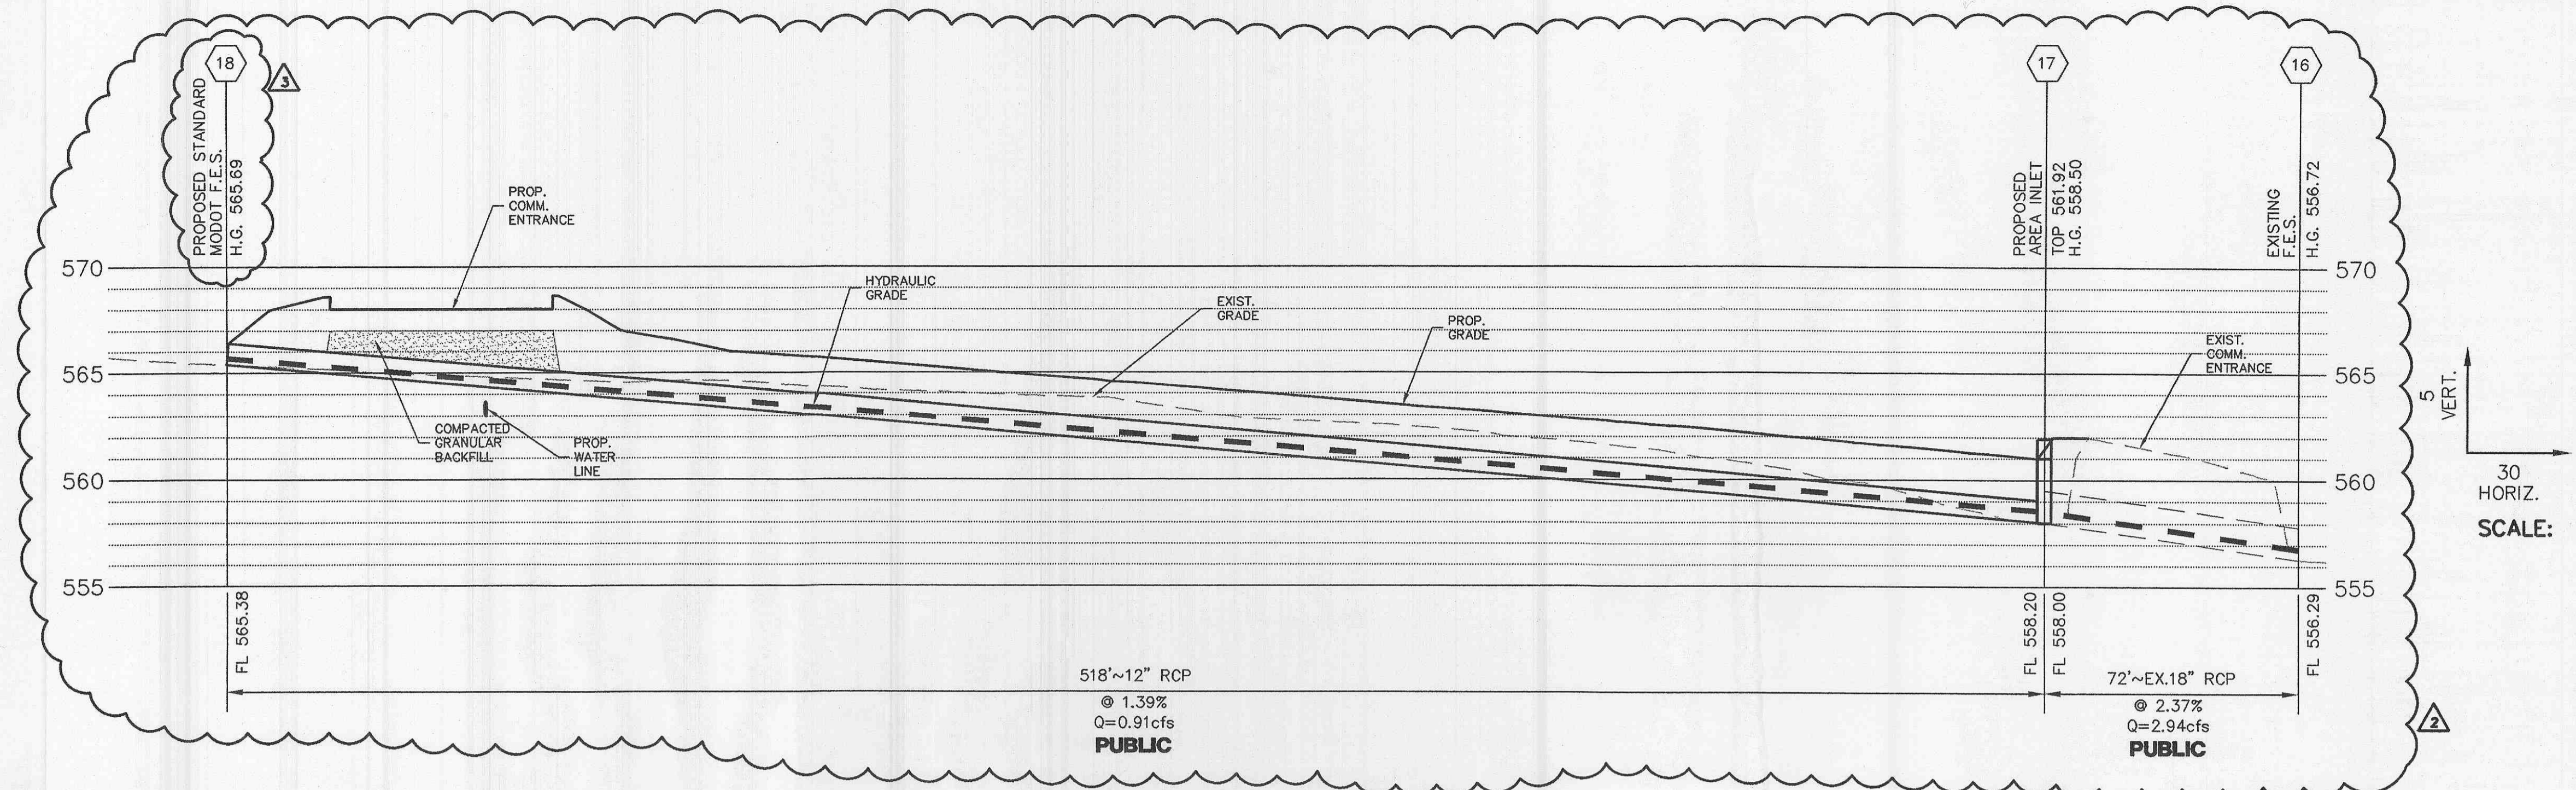 18
3
PROPOSED STANDARD
MODOT F.E.S.
H.G. 565.69
17
PROPOSED
AREA INLET
TOP 561.92
H.G. 558.50
16
EXISTING
F.E.S.
H.G. 556.72
PROP.
COMM.
ENTRANCE
HYDRAULIC
GRADE
EXIST.
GRADE
PROP.
GRADE
EXIST.
COMM.
ENTRANCE
COMPACTED
GRANULAR
BACKFILL
PROP.
WATER
LINE
570
565
560
555
570
565
560
555
5
VERT.
30
HORIZ.
SCALE:
FL 565.38
FL 558.20
FL 558.00
FL 556.29
518'~12" RCP
@ 1.39%
Q=0.91cfs
PUBLIC
72'~EX.18" RCP
@ 2.37%
Q=2.94cfs
PUBLIC
2